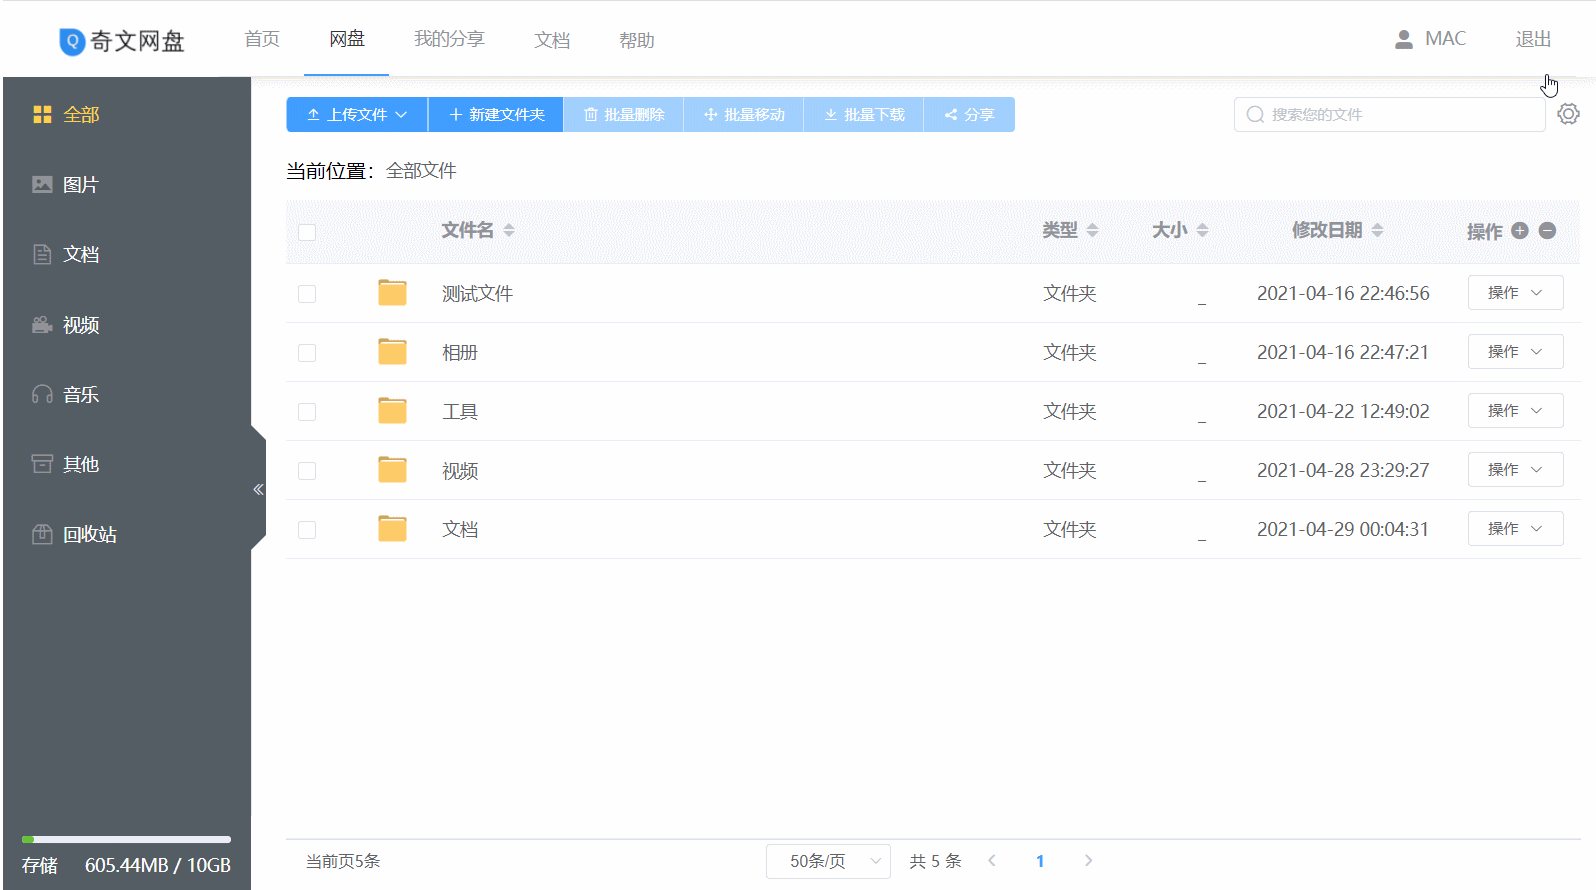 奇文网盘 首页 网盘 我的分享 文档 帮助 MAC 退出
全部
图片
文档
视频
音乐
其他
回收站
存储 605.44MB / 10GB
上传文件 新建文件夹 批量删除 批量移动 批量下载 分享 搜索您的文件
当前位置： 全部文件
文件名 类型 大小 修改日期 操作
测试文件 文件夹 _ 2021-04-16 22:46:56 操作
相册 文件夹 _ 2021-04-16 22:47:21 操作
工具 文件夹 _ 2021-04-22 12:49:02 操作
视频 文件夹 _ 2021-04-28 23:29:27 操作
文档 文件夹 _ 2021-04-29 00:04:31 操作
当前页5条 50条/页 共 5 条 1